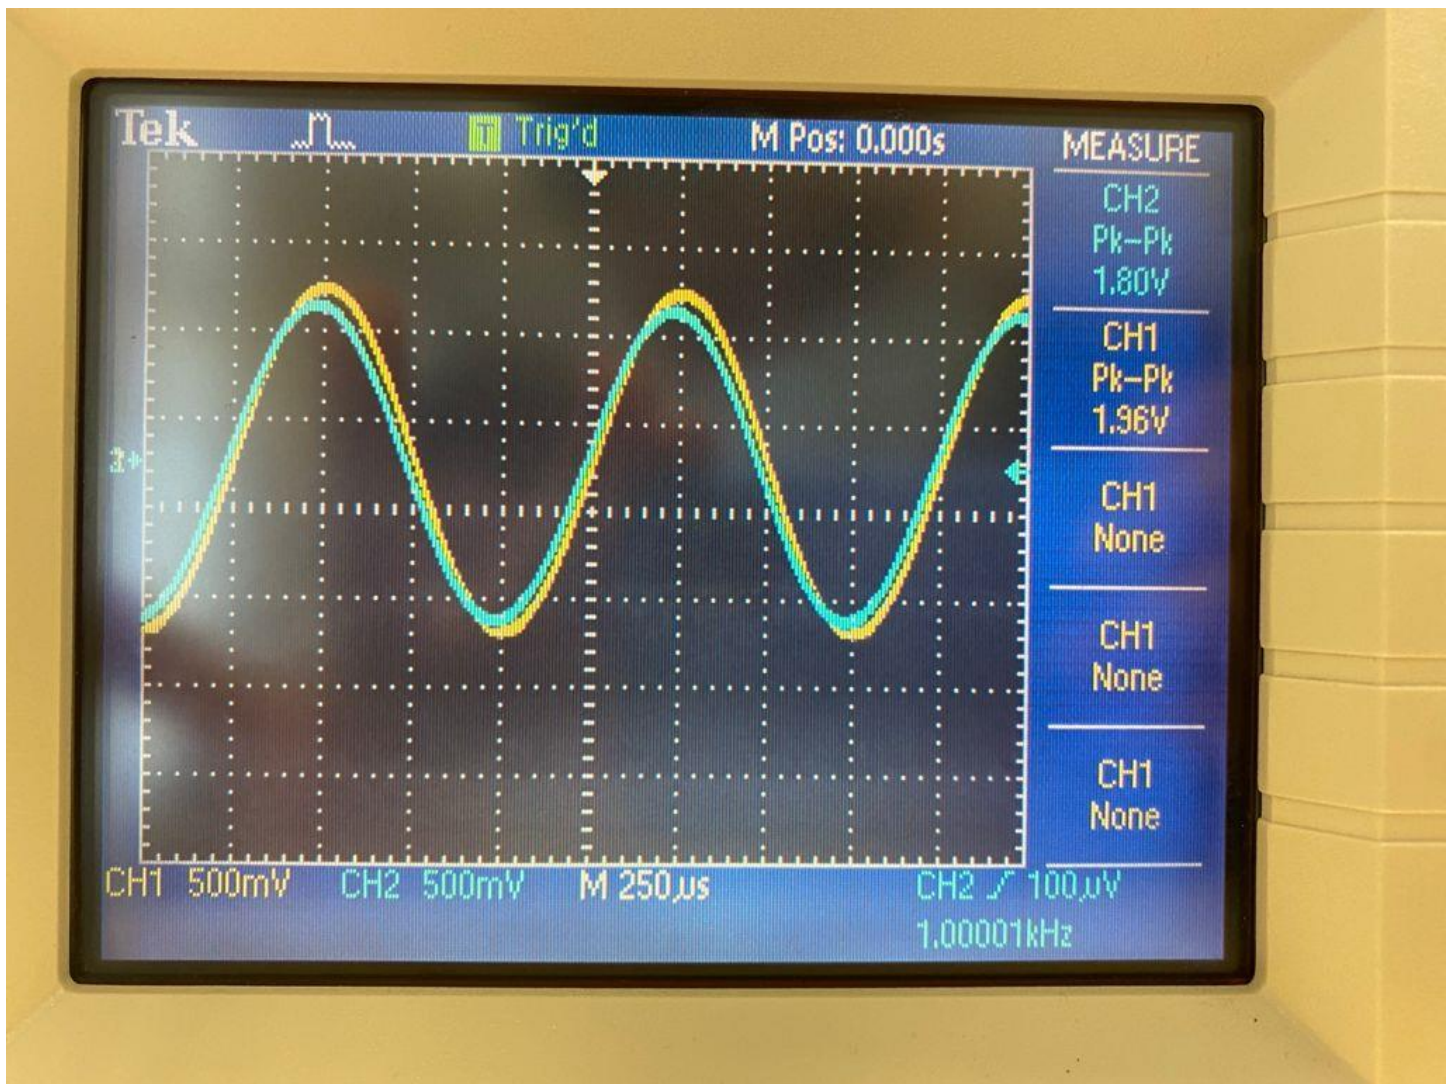 Tek T Trig'd M Pos: 0.000s MEASURE
CH2
Pk-Pk
1.80V
CH1
Pk-Pk
1.96V
CH1
None
CH1
None
CH1
None
CH1 500mV CH2 500mV M 250µs CH2 100µV
1.00001kHz